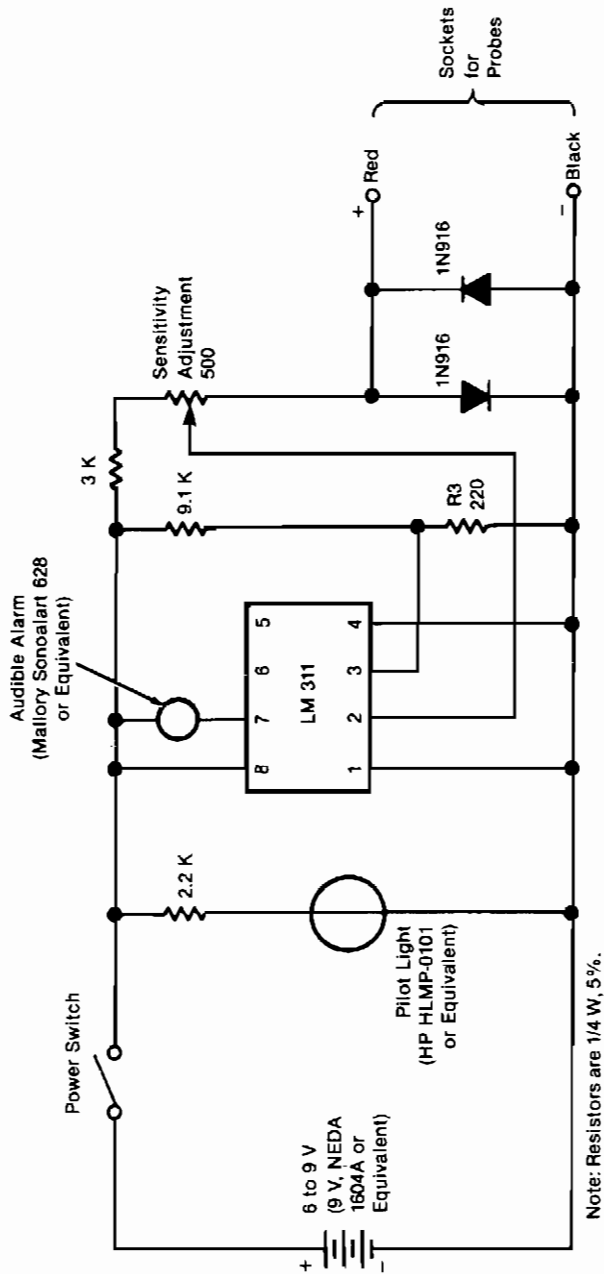 Power Switch
Audible Alarm
(Mallory Sonoalart 628
or Equivalent)
3 K
Sensitivity
Adjustment
500
9.1 K
2.2 K
8
7
6
5
LM 311
1
2
3
4
R3
220
1N916
1N916
+
Red
Sockets
for
Probes
-
Black
+
6 to 9 V
(9 V, NEDA
1604A or
Equivalent)
-
Pilot Light
(HP HLMP-0101
or Equivalent)
Note: Resistors are 1/4 W, 5%.